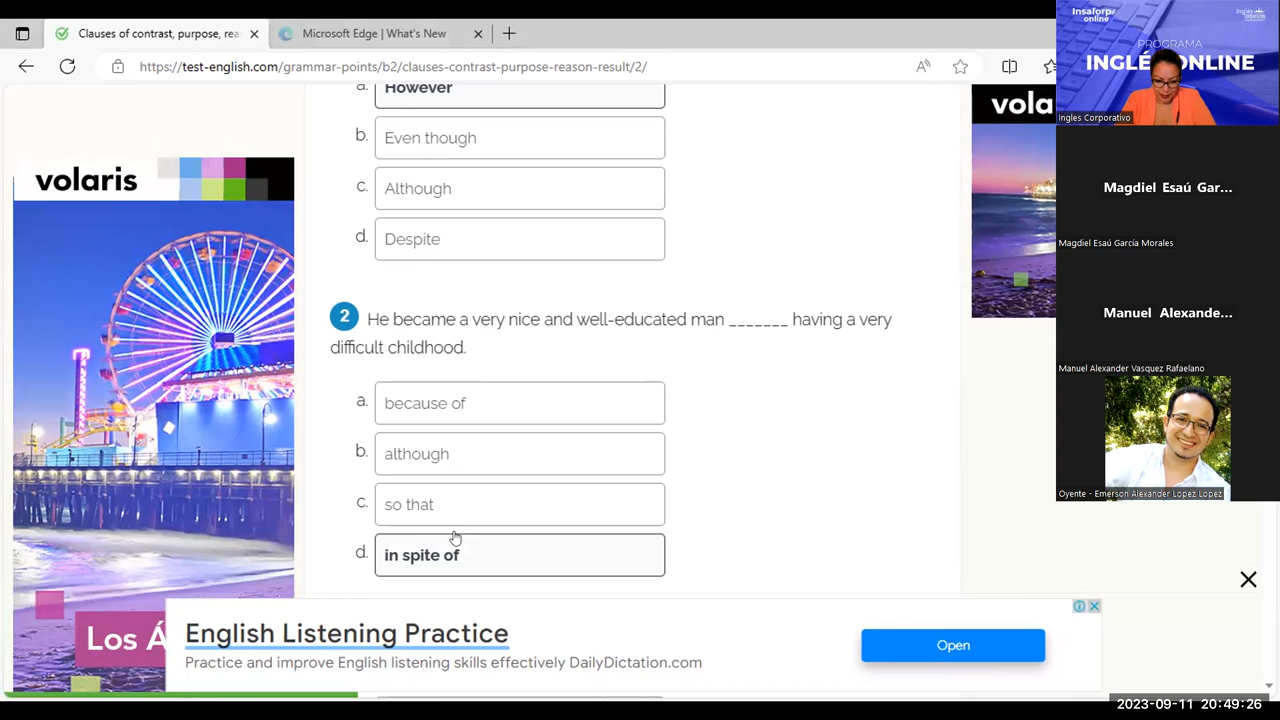 Clauses of contrast, purpose, rea
Microsoft Edge | What's New
https://test-english.com/grammar-points/b2/clauses-contrast-purpose-reason-result/2/
a. However
b. Even though
c. Although
d. Despite
2 He became a very nice and well-educated man _______ having a very
difficult childhood.
a. because of
b. although
c. so that
d. in spite of
volaris
Los Á
English Listening Practice
Practice and improve English listening skills effectively DailyDictation.com
Open
vola
Insaforp
online
inglés
PROGRAMA
INGLÉS ONLINE
Ingles Corporativo
Magdiel Esaú Gar...
Magdiel Esaú García Morales
Manuel Alexande...
Manuel Alexander Vasquez Rafaelano
Oyente - Emerson Alexander Lopez Lopez
2023-09-11 20:49:26